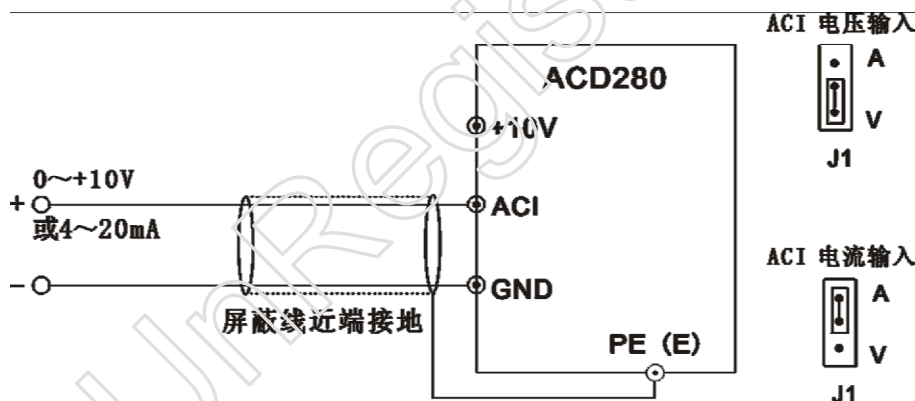 ACI 电压输入
A
V
J1
ACD280
+10V
0～+10V
+
ACI
或4～20mA
-
GND
屏蔽线近端接地
PE (E)
ACI 电流输入
A
V
J1